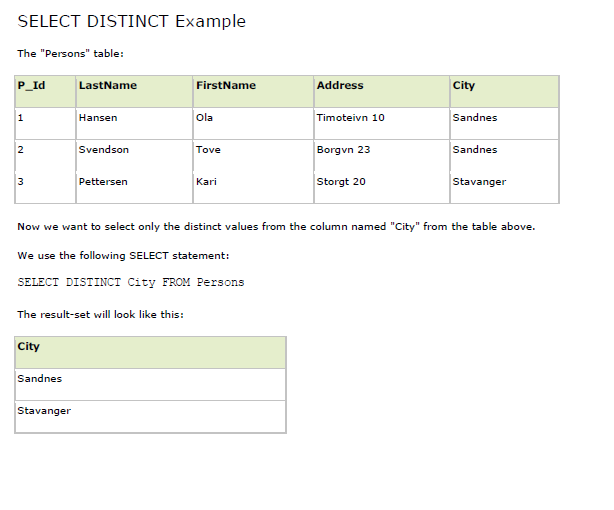 SELECT DISTINCT Example
The "Persons" table:
P_Id LastName FirstName Address City
1 Hansen Ola Timoteivn 10 Sandnes
2 Svendson Tove Borgvn 23 Sandnes
3 Pettersen Kari Storgt 20 Stavanger
Now we want to select only the distinct values from the column named "City" from the table above.
We use the following SELECT statement:
SELECT DISTINCT City FROM Persons
The result-set will look like this:
City
Sandnes
Stavanger